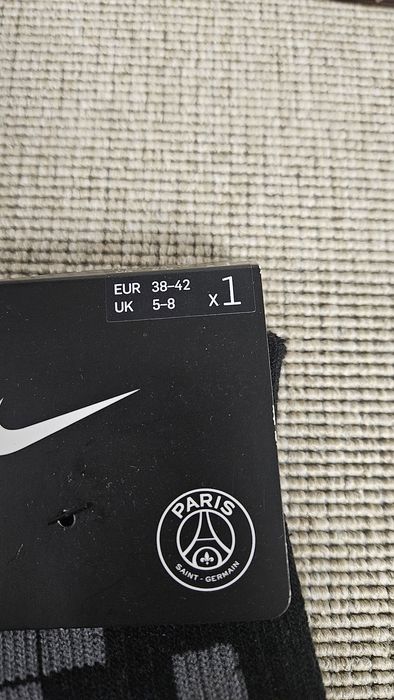 EUR 38–42
UK 5–8
x1
PARIS
SAINT - GERMAIN